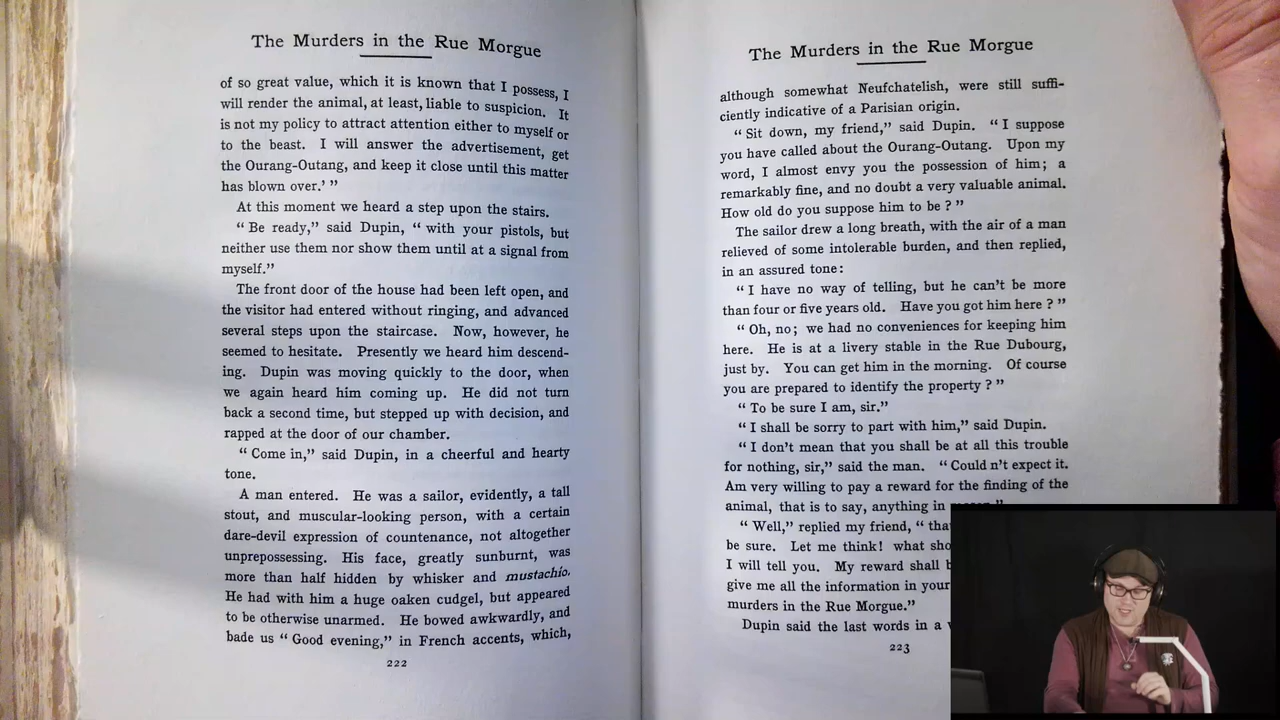 The Murders in the Rue Morgue
of so great value, which it is known that I possess, I
will render the animal, at least, liable to suspicion. It
is not my policy to attract attention either to myself or
to the beast. I will answer the advertisement, get
the Ourang-Outang, and keep it close until this matter
has blown over.’ ”
At this moment we heard a step upon the stairs.
“ Be ready,” said Dupin, “ with your pistols, but
neither use them nor show them until at a signal from
myself.”
The front door of the house had been left open, and
the visitor had entered without ringing, and advanced
several steps upon the staircase. Now, however, he
seemed to hesitate. Presently we heard him descend-
ing. Dupin was moving quickly to the door, when
we again heard him coming up. He did not turn
back a second time, but stepped up with decision, and
rapped at the door of our chamber.
“ Come in,” said Dupin, in a cheerful and hearty
tone.
A man entered. He was a sailor, evidently, a tall
stout, and muscular-looking person, with a certain
dare-devil expression of countenance, not altogether
unprepossessing. His face, greatly sunburnt, was
more than half hidden by whisker and mustachio.
He had with him a huge oaken cudgel, but appeared
to be otherwise unarmed. He bowed awkwardly, and
bade us “ Good evening,” in French accents, which,
222
The Murders in the Rue Morgue
although somewhat Neufchatelish, were still suffi-
ciently indicative of a Parisian origin.
“ Sit down, my friend,” said Dupin. “ I suppose
you have called about the Ourang-Outang. Upon my
word, I almost envy you the possession of him; a
remarkably fine, and no doubt a very valuable animal.
How old do you suppose him to be ? ”
The sailor drew a long breath, with the air of a man
relieved of some intolerable burden, and then replied,
in an assured tone:
“ I have no way of telling, but he can’t be more
than four or five years old. Have you got him here ? ”
“ Oh, no; we had no conveniences for keeping him
here. He is at a livery stable in the Rue Dubourg,
just by. You can get him in the morning. Of course
you are prepared to identify the property ? ”
“ To be sure I am, sir.”
“ I shall be sorry to part with him,” said Dupin.
“ I don’t mean that you shall be at all this trouble
for nothing, sir,” said the man. “ Could n’t expect it.
Am very willing to pay a reward for the finding of the
animal, that is to say, anything in
“ Well,” replied my friend, “
be sure. Let me think! what
I will tell you. My reward shall
give me all the information in your
murders in the Rue Morgue.”
Dupin said the last words in a
223